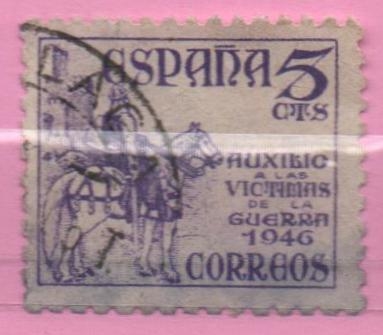 ESPAÑA 5
CTS
AUXILIO
A LAS
VICTIMAS
DE LA
GUERRA
1946
CORREOS